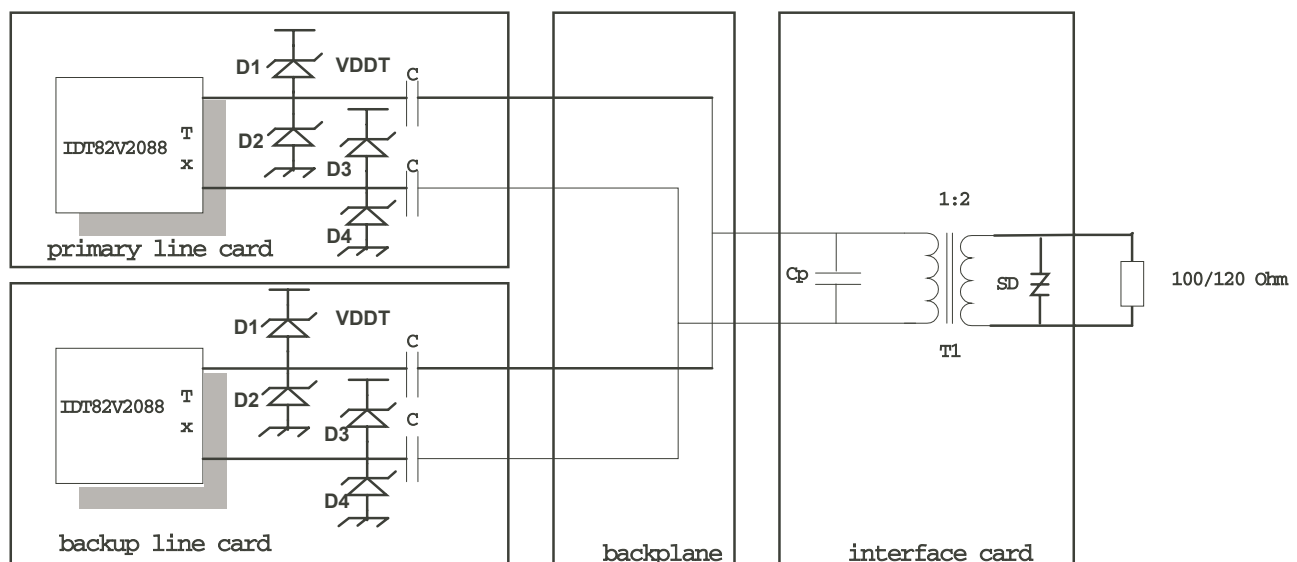 D1
VDDT
C
T
IDT82V2088
x
D2
D3
C
D4
primary line card
D1
VDDT
C
T
IDT82V2088
x
D2
D3
C
D4
backup line card
backplane
1:2
Cp
SD
100/120 Ohm
T1
interface card